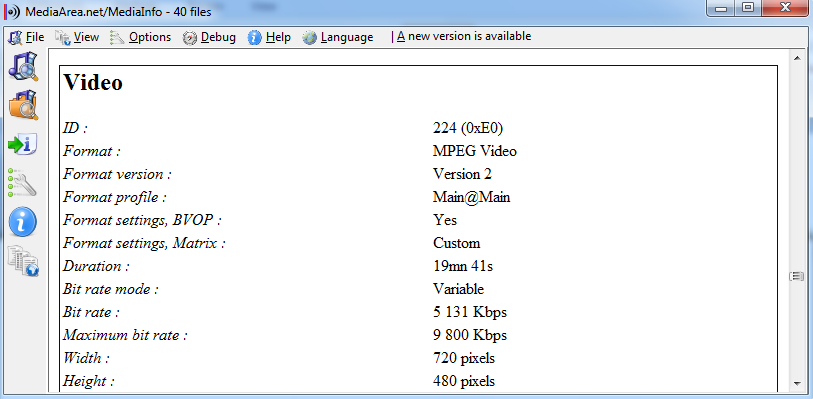 MediaArea.net/MediaInfo - 40 files
File View Options Debug Help Language | A new version is available
Video
ID : 224 (0xE0)
Format : MPEG Video
Format version : Version 2
Format profile : Main@Main
Format settings, BVOP : Yes
Format settings, Matrix : Custom
Duration : 19mn 41s
Bit rate mode : Variable
Bit rate : 5 131 Kbps
Maximum bit rate : 9 800 Kbps
Width : 720 pixels
Height : 480 pixels